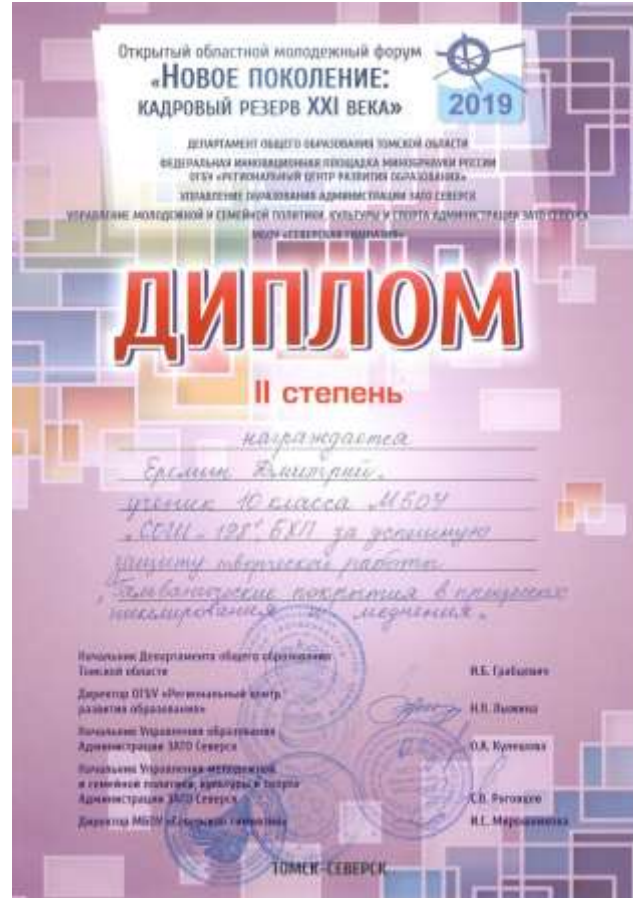 Открытый областной молодежный форум
«НОВОЕ ПОКОЛЕНИЕ:
КАДРОВЫЙ РЕЗЕРВ XXI ВЕКА»
2019
ДЕПАРТАМЕНТ ОБЩЕГО ОБРАЗОВАНИЯ ТОМСКОЙ ОБЛАСТИ
ФЕДЕРАЛЬНАЯ ИННОВАЦИОННАЯ ПЛОЩАДКА МИНОБРНАУКИ РОССИИ
ОГБУ «РЕГИОНАЛЬНЫЙ ЦЕНТР РАЗВИТИЯ ОБРАЗОВАНИЯ»
УПРАВЛЕНИЕ ОБРАЗОВАНИЯ АДМИНИСТРАЦИИ ЗАТО СЕВЕРСК
УПРАВЛЕНИЕ МОЛОДЕЖНОЙ И СЕМЕЙНОЙ ПОЛИТИКИ, КУЛЬТУРЫ И СПОРТА АДМИНИСТРАЦИИ ЗАТО СЕВЕРСК
МБОУ «СЕВЕРСКАЯ ГИМНАЗИЯ»
ДИПЛОМ
II степень
награждается
Еремин Дмитрий,
ученик 10 класса МБОУ
„СОШ № 198", БХП за успешную
защиту творческой работы
„Гальванические покрытия в процессах
никелирования и меднения"
Начальник Департамента общего образования
Томской области
И.Б. Грабцевич
Директор ОГБУ «Региональный центр
развития образования»
Н.П. Лыжина
Начальник Управления образования
Администрации ЗАТО Северск
О.А. Кулешова
Начальник Управления молодежной
и семейной политики, культуры и спорта
Администрации ЗАТО Северск
С.В.
Директор МБОУ «Северская гимназия»
ТОМСК-СЕВЕРСК